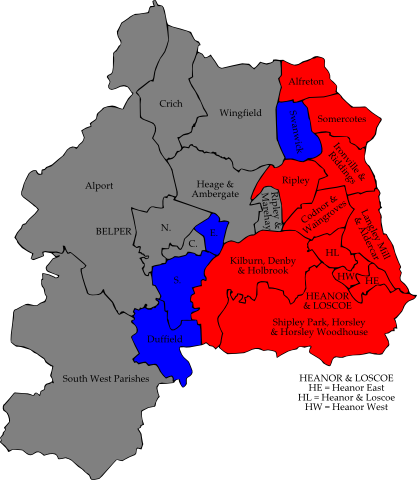 Alfreton
Crich
Wingfield
Swanwick
Somercotes
Ironville &
Riddings
Alport
Heage &
Ambergate
Ripley
Ripley &
Marehay
Codnor &
Waingroves
Langley Mill
& Aldercar
BELPER
N.
E.
C.
HL
Kilburn, Denby
& Holbrook
HW
HE
S.
HEANOR
& LOSCOE
Shipley Park, Horsley
& Horsley Woodhouse
Duffield
South West Parishes
HEANOR & LOSCOE
HE = Heanor East
HL = Heanor & Loscoe
HW = Heanor West